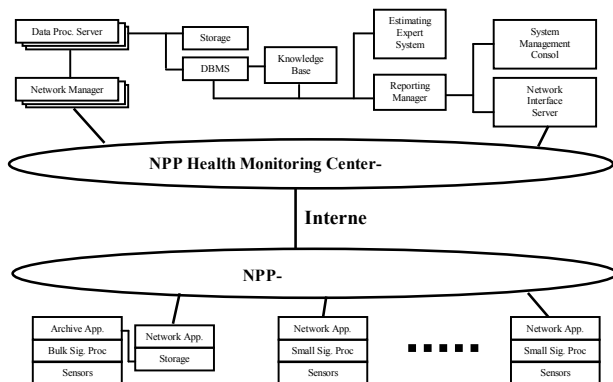 Data Proc. Server
Storage
Estimating
Expert
System
System
Management
Consol
DBMS
Knowledge
Base
Network Manager
Reporting
Manager
Network
Interface
Server
NPP Health Monitoring Center-
Interne
NPP-
Archive App.
Bulk Sig. Proc
Sensors
Network App.
Storage
Network App.
Small Sig. Proc
Sensors
Network App.
Small Sig. Proc
Sensors